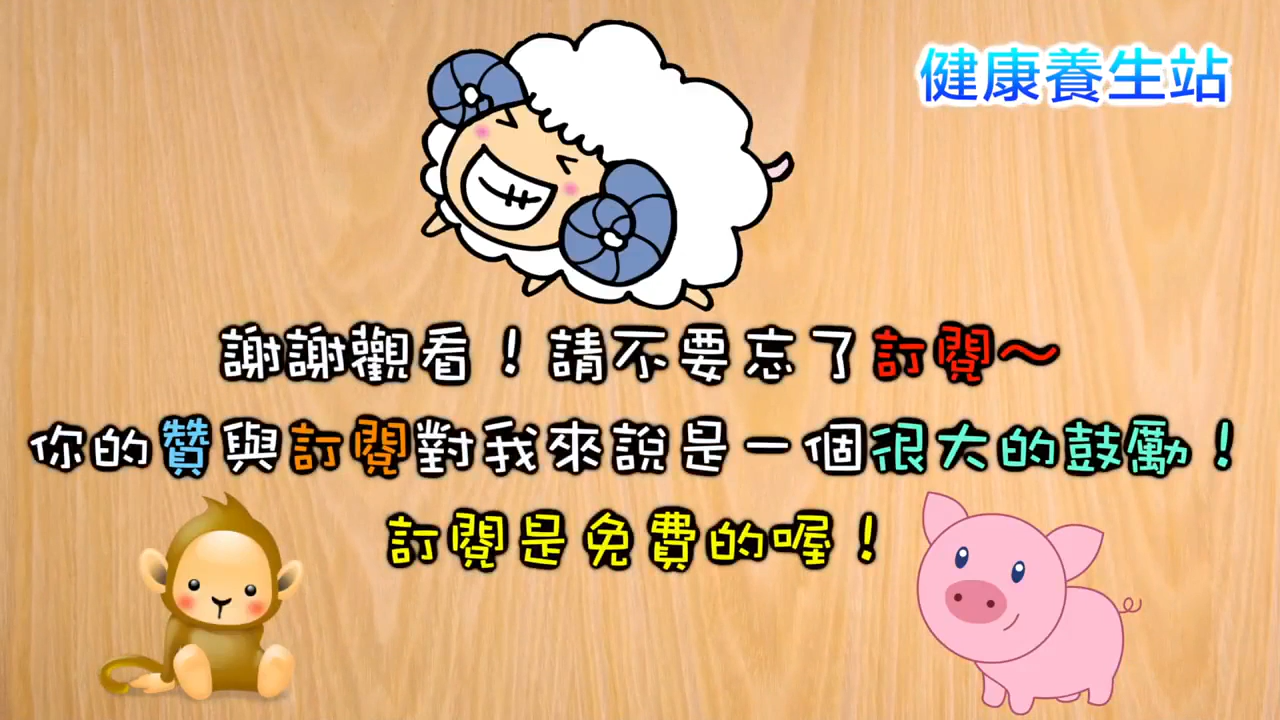 健康養生站
謝謝觀看！請不要忘了訂閱～
你的贊與訂閱對我來說是一個很大的鼓勵！
訂閱是免費的喔！